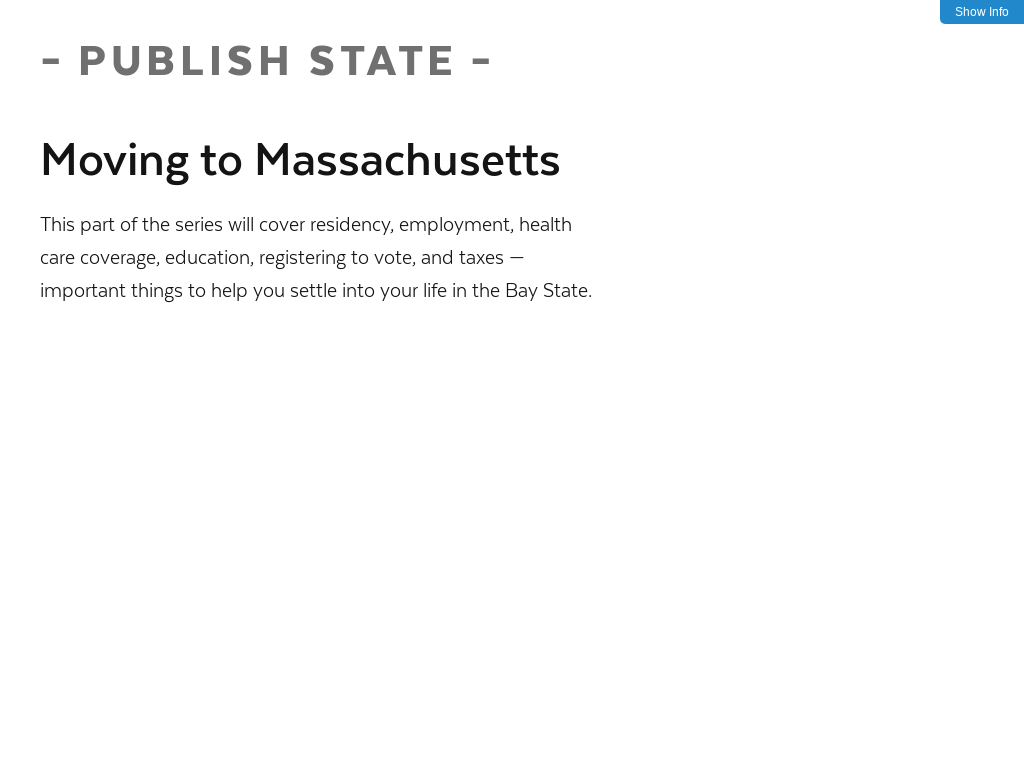 Show Info
- PUBLISH STATE -
Moving to Massachusetts
This part of the series will cover residency, employment, health
care coverage, education, registering to vote, and taxes —
important things to help you settle into your life in the Bay State.